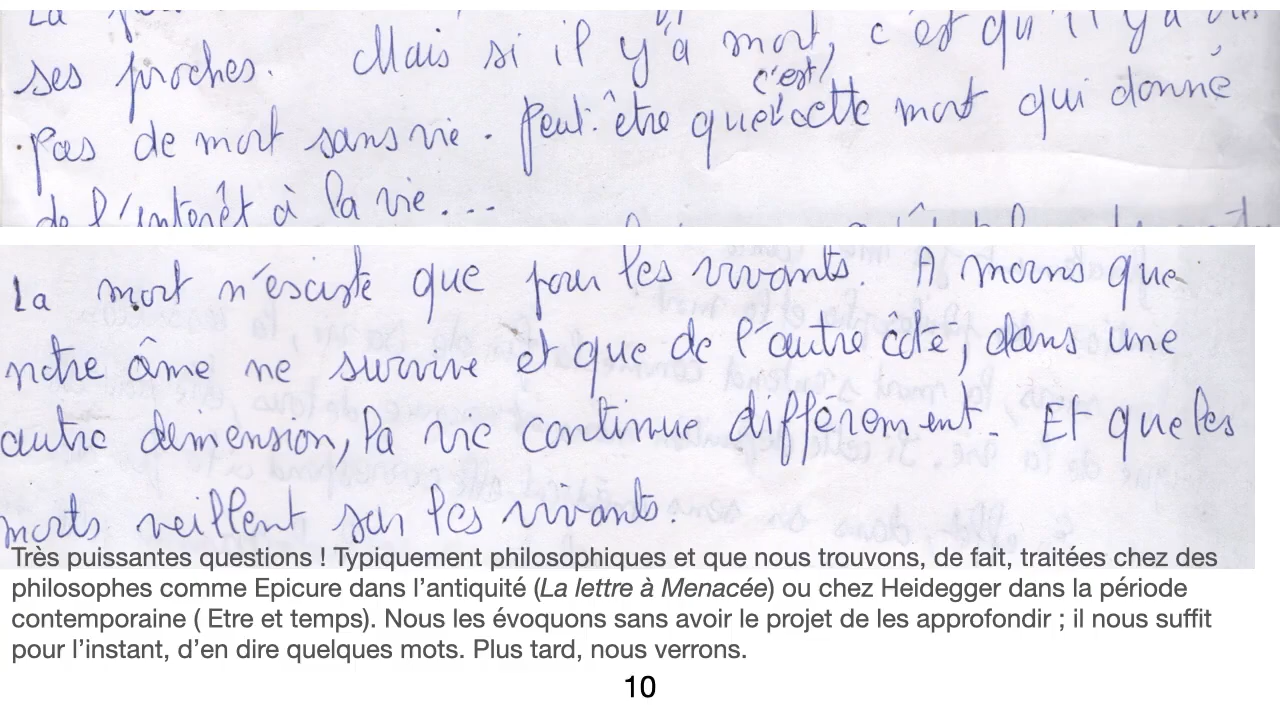 La
ses proches. Mais si il y'a mort, c'est qu'il y a
c'est
pas de mort sans vie. Peut-être que cette mort qui donne
de l'intérêt à la vie...
La mort n'esciste que pour les vivants. A moins que
notre âme ne survive et que de l'autre côté, dans une
autre demension, la vie continue différemment. Et que les
morts veillent sur les vivants.
Très puissantes questions ! Typiquement philosophiques et que nous trouvons, de fait, traitées chez des
philosophes comme Epicure dans l'antiquité (La lettre à Menacée) ou chez Heidegger dans la période
contemporaine ( Etre et temps). Nous les évoquons sans avoir le projet de les approfondir ; il nous suffit
pour l'instant, d'en dire quelques mots. Plus tard, nous verrons.
10